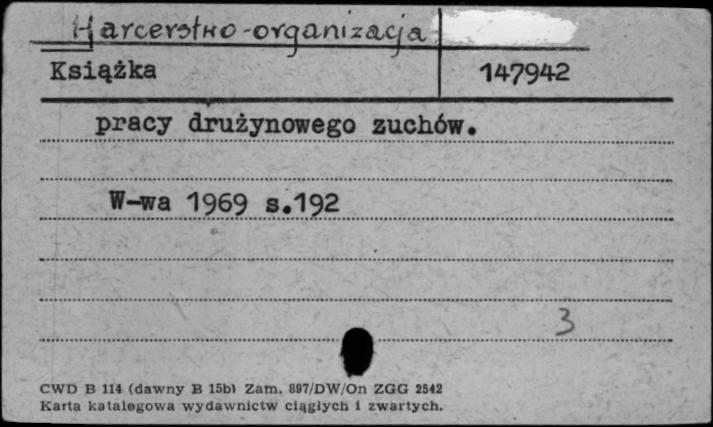 Harcerstwo-organizacja
Książka 147942
pracy drużynowego zuchów.
W-wa 1969 s.192
3
CWD B 114 (dawny B 15b) Zam. 897/DW/On ZGG 2542
Karta katalogowa wydawnictw ciągłych i zwartych.